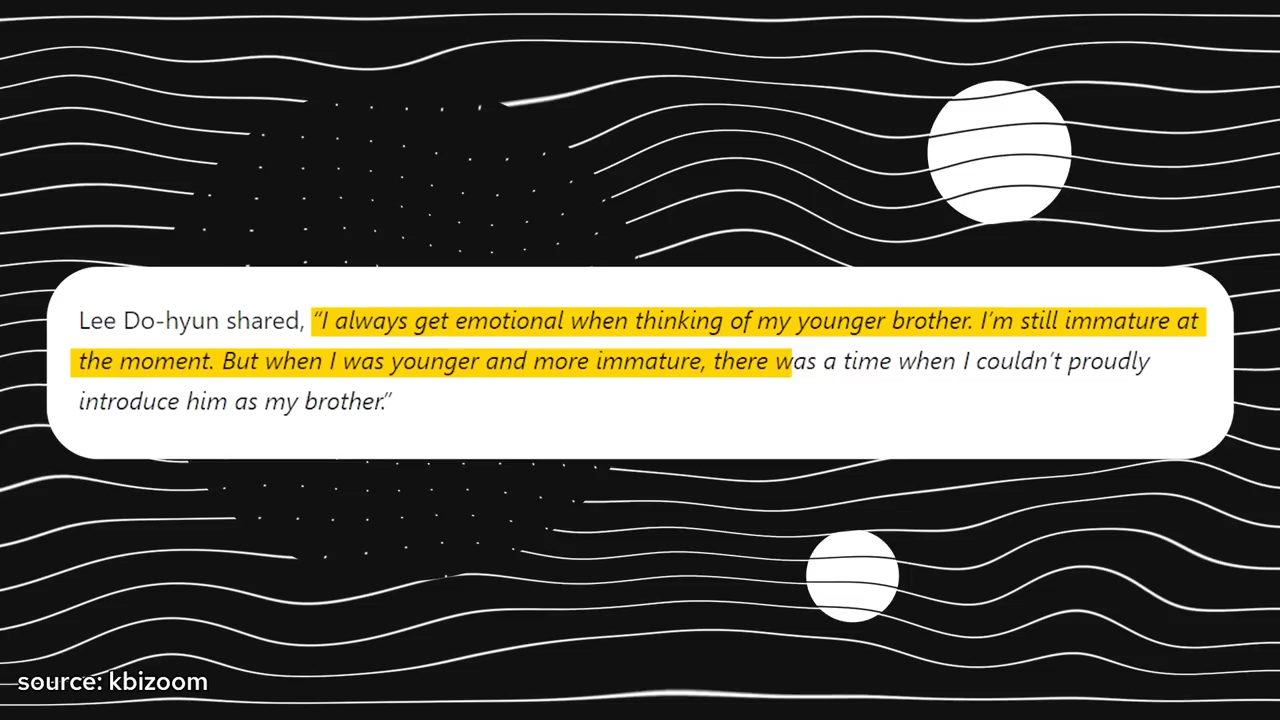 Lee Do-hyun shared, “I always get emotional when thinking of my younger brother. I’m still immature at
the moment. But when I was younger and more immature, there was a time when I couldn’t proudly
introduce him as my brother.”
source: kbizoom